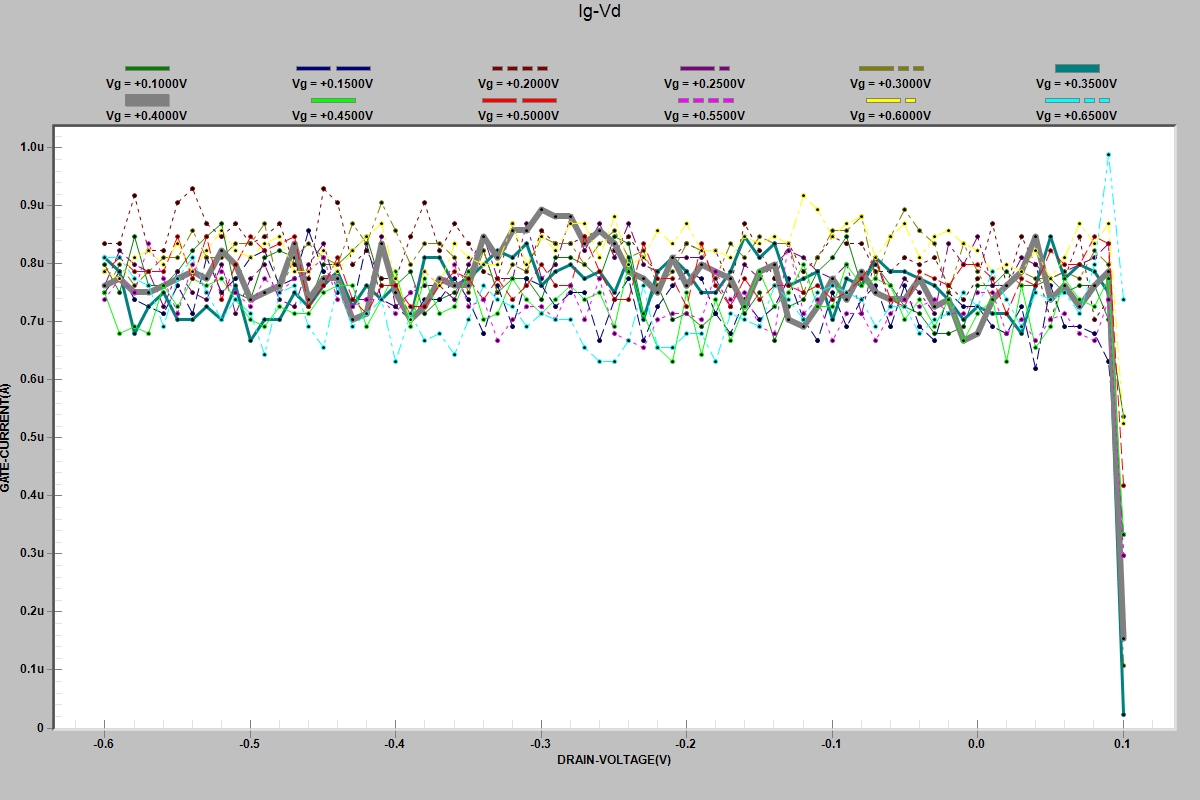 Ig-Vd
Vg = +0.1000V
Vg = +0.1500V
Vg = +0.2000V
Vg = +0.2500V
Vg = +0.3000V
Vg = +0.3500V
Vg = +0.4000V
Vg = +0.4500V
Vg = +0.5000V
Vg = +0.5500V
Vg = +0.6000V
Vg = +0.6500V
1.0u
0.9u
0.8u
0.7u
0.6u
0.5u
0.4u
0.3u
0.2u
0.1u
0
GATE-CURRENT(A)
-0.6
-0.5
-0.4
-0.3
-0.2
-0.1
0.0
0.1
DRAIN-VOLTAGE(V)